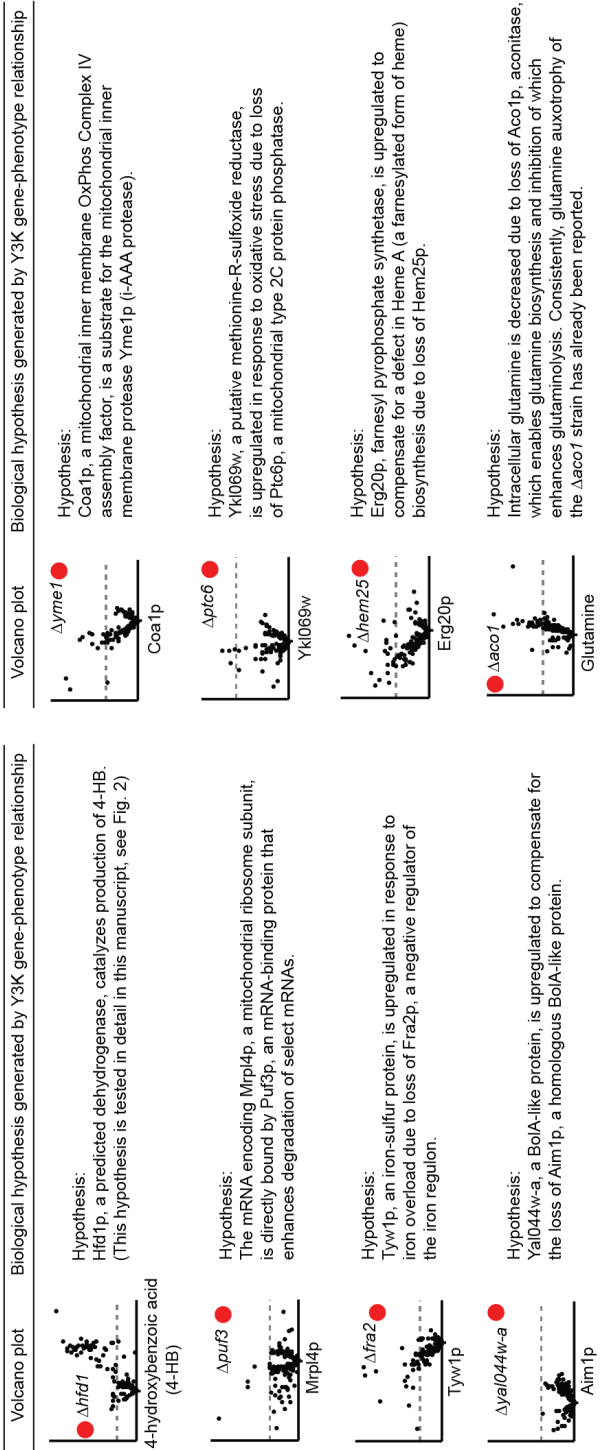 Volcano plot Biological hypothesis generated by Y3K gene-phenotype relationship
Δhfd1
4-hydroxybenzoic acid
(4-HB)
Hypothesis:
Hfd1p, a predicted dehydrogenase, catalyzes production of 4-HB.
(This hypothesis is tested in detail in this manuscript, see Fig. 2)
Δpuf3
Mrpl4p
Hypothesis:
The mRNA encoding Mrpl4p, a mitochondrial ribosome subunit,
is directly bound by Puf3p, an mRNA-binding protein that
enhances degradation of select mRNAs.
Δfra2
Tyw1p
Hypothesis:
Tyw1p, an iron-sulfur protein, is upregulated in response to
iron overload due to loss of Fra2p, a negative regulator of
the iron regulon.
Δyal044w-a
Aim1p
Hypothesis:
Yal044w-a, a BolA-like protein, is upregulated to compensate for
the loss of Aim1p, a homologous BolA-like protein.
Volcano plot Biological hypothesis generated by Y3K gene-phenotype relationship
Δyme1
Coa1p
Hypothesis:
Coa1p, a mitochondrial inner membrane OxPhos Complex IV
assembly factor, is a substrate for the mitochondrial inner
membrane protease Yme1p (i-AAA protease).
Δptc6
Ykl069w
Hypothesis:
Ykl069w, a putative methionine-R-sulfoxide reductase,
is upregulated in response to oxidative stress due to loss
of Ptc6p, a mitochondrial type 2C protein phosphatase.
Δhem25
Erg20p
Hypothesis:
Erg20p, farnesyl pyrophosphate synthetase, is upregulated to
compensate for a defect in Heme A (a farnesylated form of heme)
biosynthesis due to loss of Hem25p.
Δaco1
Glutamine
Hypothesis:
Intracellular glutamine is decreased due to loss of Aco1p, aconitase,
which enables glutamine biosynthesis and inhibition of which
enhances glutaminolysis. Consistently, glutamine auxotrophy of
the Δaco1 strain has already been reported.